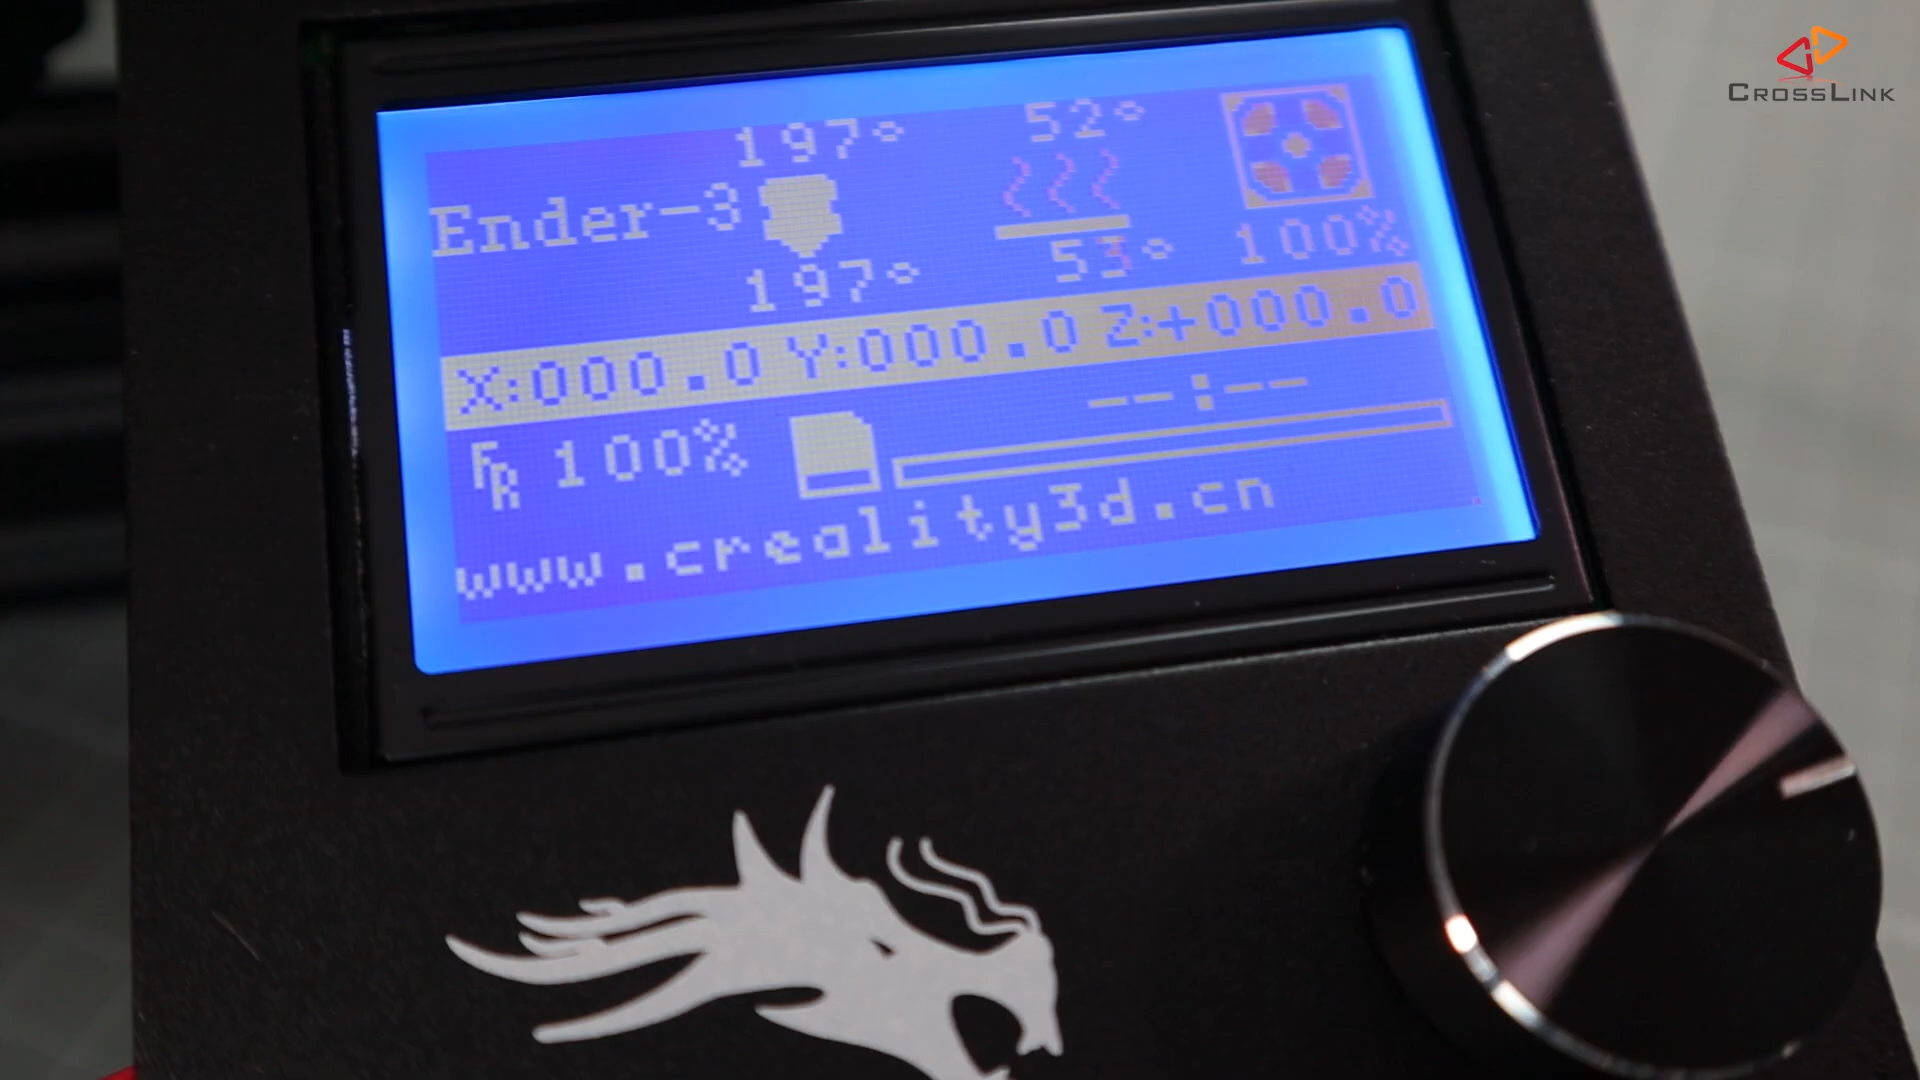 CROSSLINK
197° 52°
Ender-3
197° 53° 100%
X:000.0 Y:000.0 Z:+000.0
FR 100% --:--
www.creality3d.cn